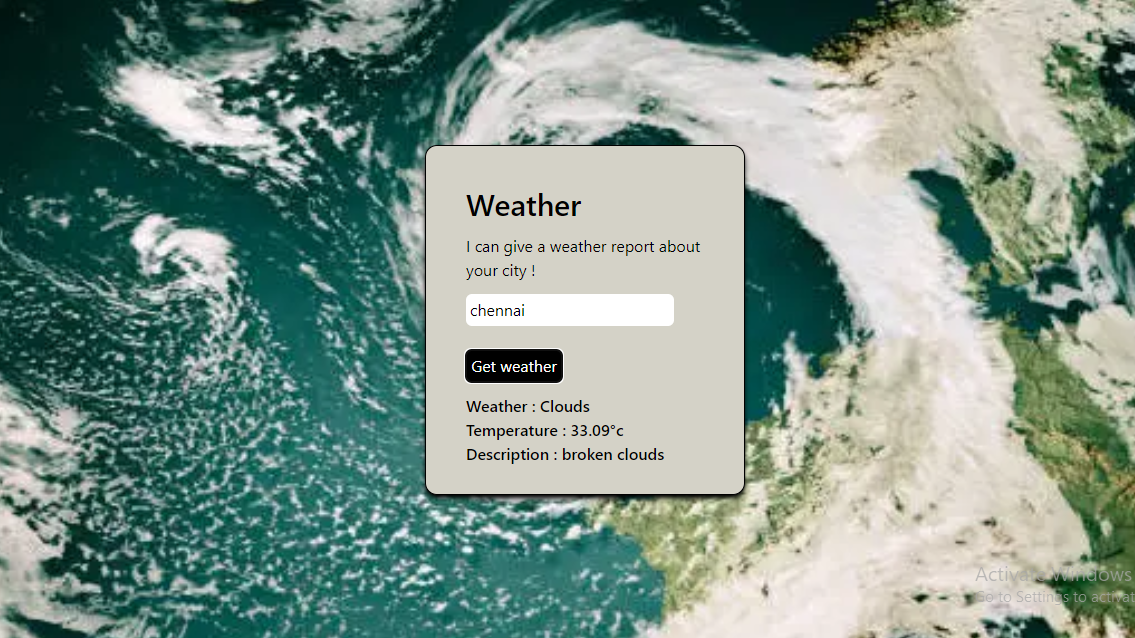 Weather
I can give a weather report about
your city !
chennai
Get weather
Weather : Clouds
Temperature : 33.09°c
Description : broken clouds
Activate Windows
Go to Settings to activat